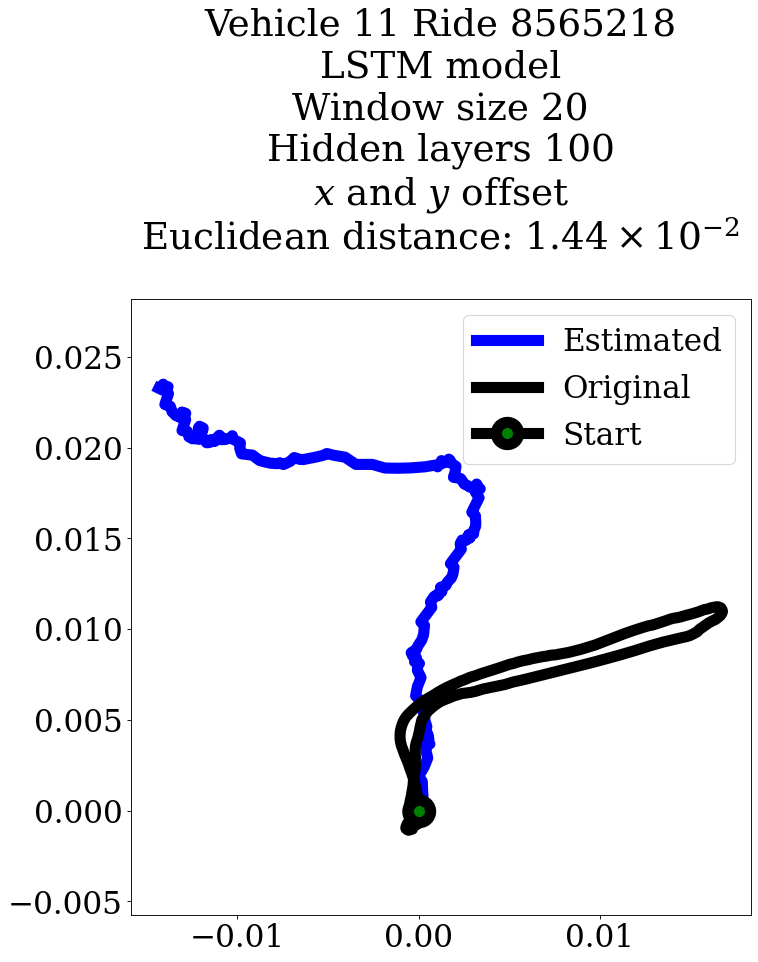 Vehicle 11 Ride 8565218
LSTM model
Window size 20
Hidden layers 100
x and y offset
Euclidean distance: 1.44 × 10⁻²
Estimated
Original
Start
0.025
0.020
0.015
0.010
0.005
0.000
−0.005
−0.01
0.00
0.01